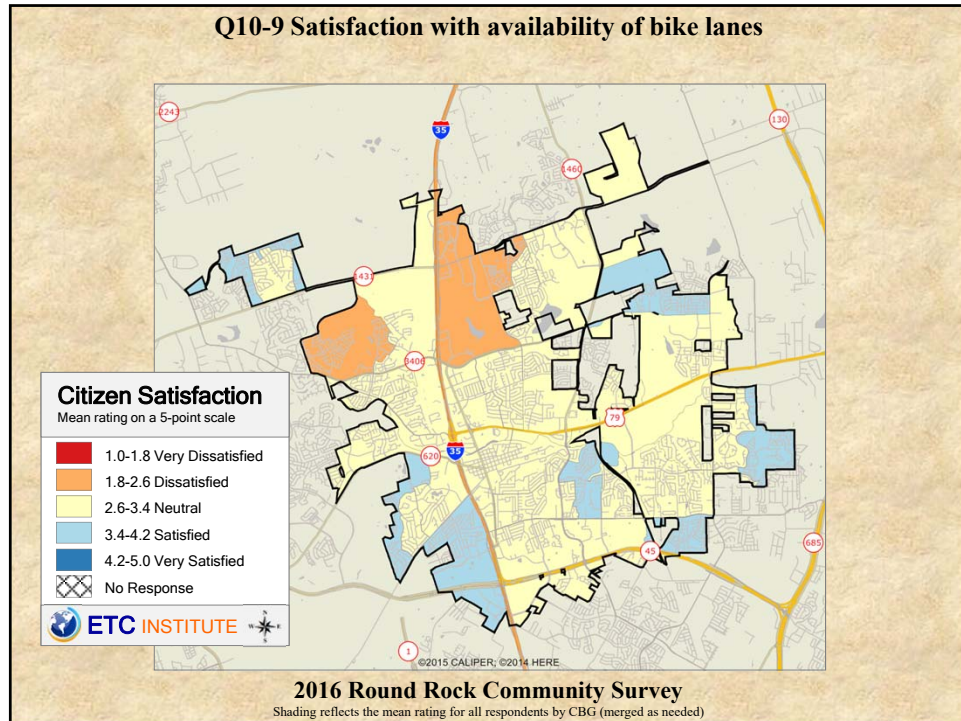 Q10-9 Satisfaction with availability of bike lanes
2243
35
130
1460
1431
3406
Citizen Satisfaction
Mean rating on a 5-point scale
1.0-1.8 Very Dissatisfied
1.8-2.6 Dissatisfied
2.6-3.4 Neutral
3.4-4.2 Satisfied
4.2-5.0 Very Satisfied
No Response
ETC INSTITUTE
N
W E
S
79
620
35
45
685
1
©2015 CALIPER; ©2014 HERE
2016 Round Rock Community Survey
Shading reflects the mean rating for all respondents by CBG (merged as needed)